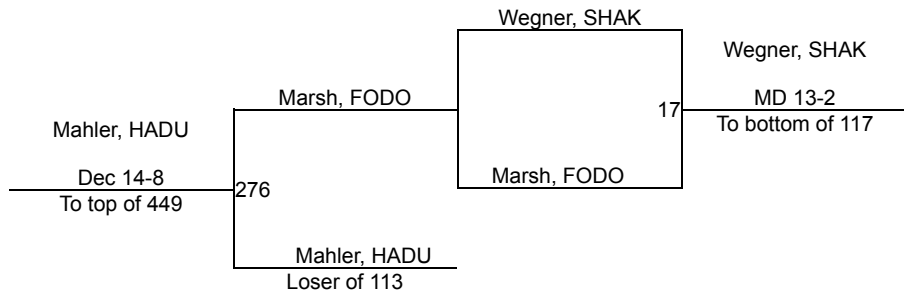 Wegner, SHAK
Wegner, SHAK
Marsh, FODO
17
MD 13-2
To bottom of 117
Mahler, HADU
Dec 14-8
Marsh, FODO
276
To top of 449
Mahler, HADU
Loser of 113